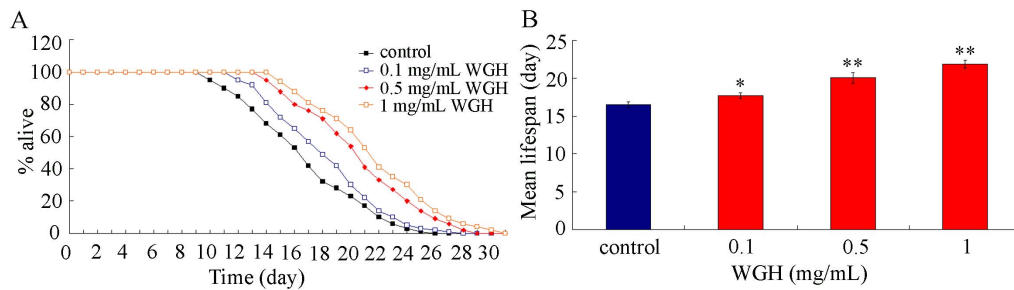 A
120
100
80
60
40
20
0
% alive
control
0.1 mg/mL WGH
0.5 mg/mL WGH
1 mg/mL WGH
0 2 4 6 8 10 12 14 16 18 20 22 24 26 28 30
Time (day)
B
25
20
15
10
5
0
Mean lifespan (day)
*
**
**
control 0.1 0.5 1
WGH (mg/mL)